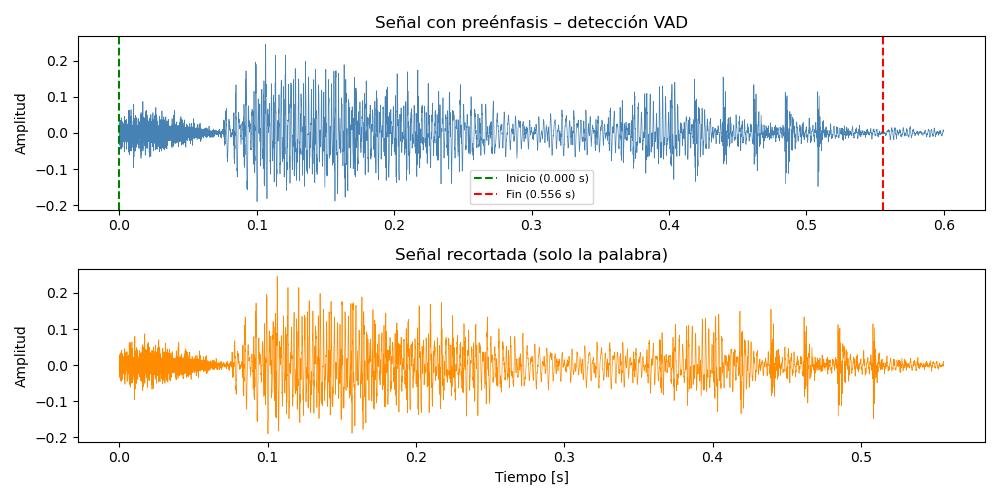 Señal con preénfasis – detección VAD
Amplitud
0.2
0.1
0.0
−0.1
−0.2
Inicio (0.000 s)
Fin (0.556 s)
0.0 0.1 0.2 0.3 0.4 0.5 0.6
Señal recortada (solo la palabra)
Amplitud
0.2
0.1
0.0
−0.1
−0.2
0.0 0.1 0.2 0.3 0.4 0.5
Tiempo [s]